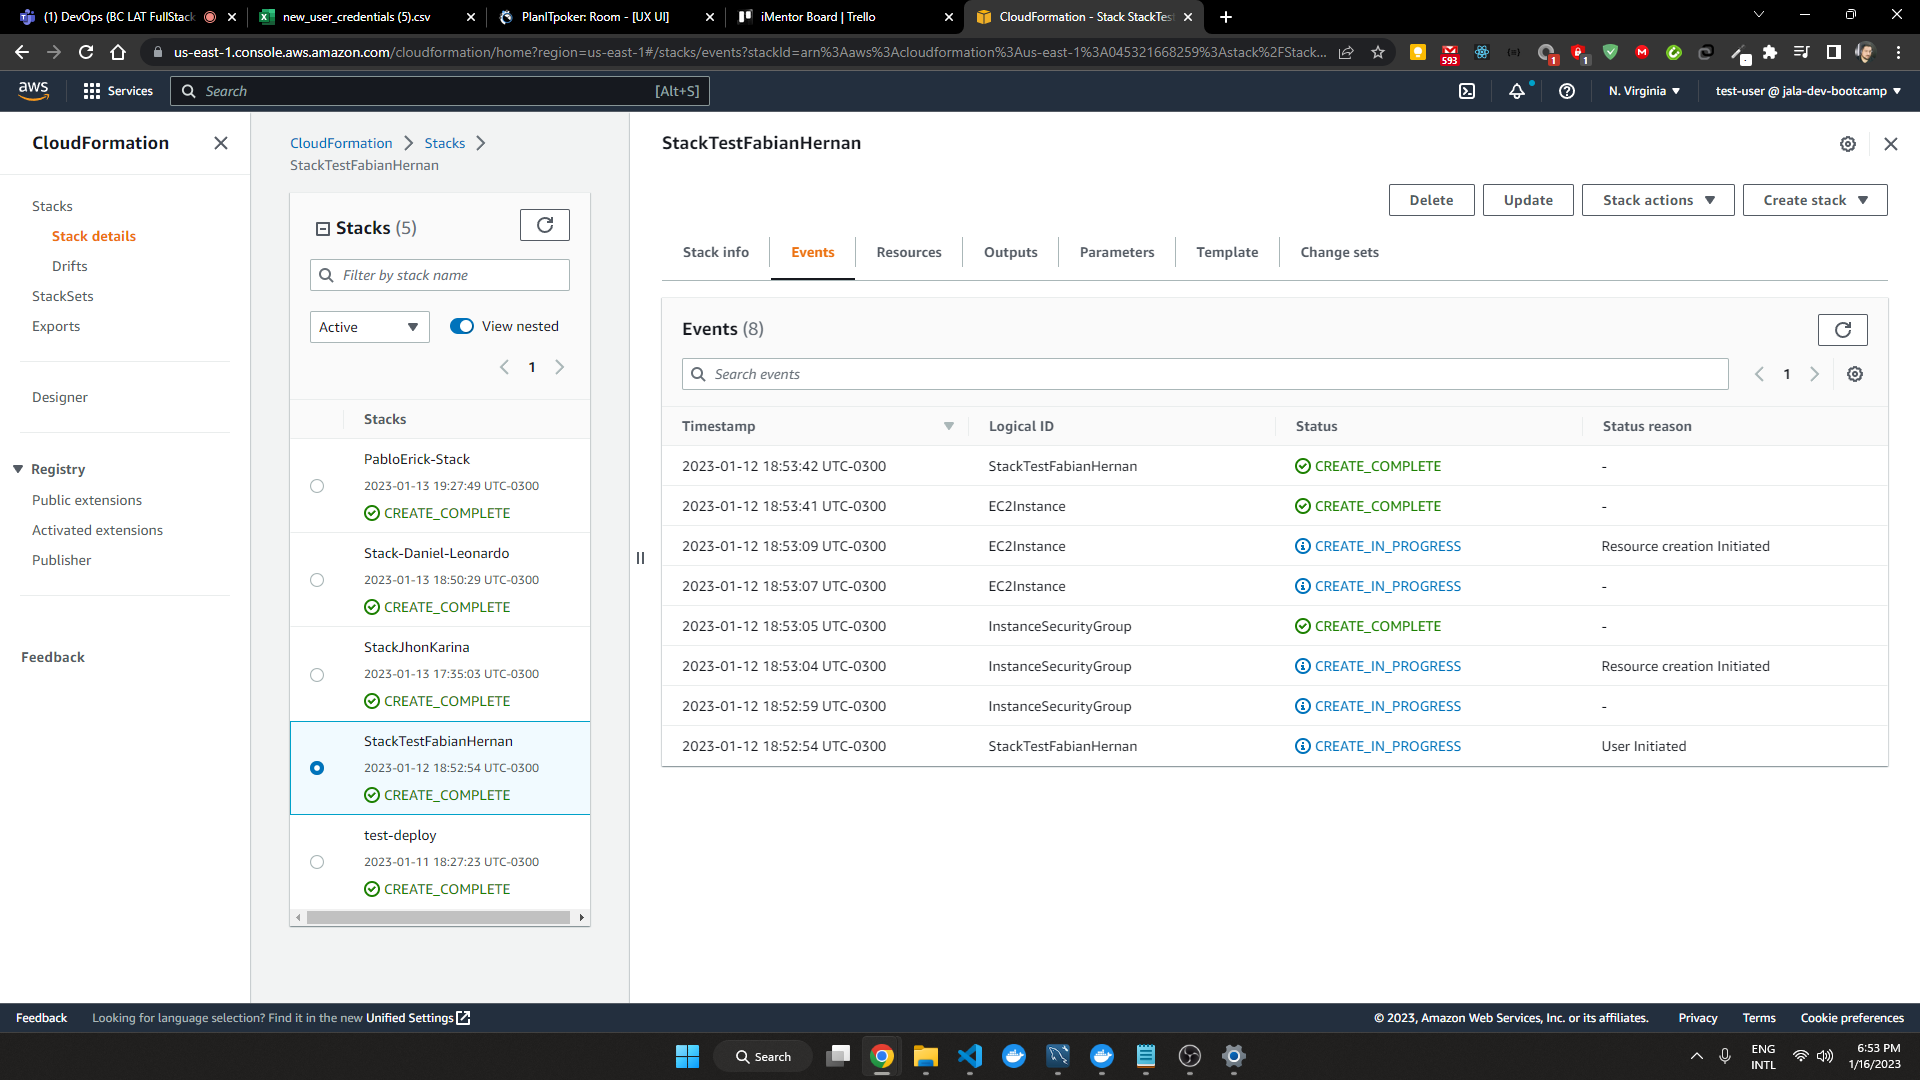 (1) DevOps (BC LAT FullStack
new_user_credentials (5).csv
PlanITpoker: Room - [UX UI]
iMentor Board | Trello
CloudFormation - Stack StackTest
us-east-1.console.aws.amazon.com/cloudformation/home?region=us-east-1#/stacks/events?stackId=arn%3Aaws%3Acloudformation%3Aus-east-1%3A045321668259%3Astack%2FStack...
593
1
1
aws
Services
Search
[Alt+S]
N. Virginia
test-user @ jala-dev-bootcamp
CloudFormation
Stacks
Stack details
Drifts
StackSets
Exports
Designer
Registry
Public extensions
Activated extensions
Publisher
Feedback
CloudFormation
Stacks
StackTestFabianHernan
Stacks (5)
Filter by stack name
Active
View nested
1
Stacks
PabloErick-Stack
2023-01-13 19:27:49 UTC-0300
CREATE_COMPLETE
Stack-Daniel-Leonardo
2023-01-13 18:50:29 UTC-0300
CREATE_COMPLETE
StackJhonKarina
2023-01-13 17:35:03 UTC-0300
CREATE_COMPLETE
StackTestFabianHernan
2023-01-12 18:52:54 UTC-0300
CREATE_COMPLETE
test-deploy
2023-01-11 18:27:23 UTC-0300
CREATE_COMPLETE
StackTestFabianHernan
Delete
Update
Stack actions
Create stack
Stack info
Events
Resources
Outputs
Parameters
Template
Change sets
Events (8)
Search events
1
Timestamp Logical ID Status Status reason
2023-01-12 18:53:42 UTC-0300 StackTestFabianHernan CREATE_COMPLETE -
2023-01-12 18:53:41 UTC-0300 EC2Instance CREATE_COMPLETE -
2023-01-12 18:53:09 UTC-0300 EC2Instance CREATE_IN_PROGRESS Resource creation Initiated
2023-01-12 18:53:07 UTC-0300 EC2Instance CREATE_IN_PROGRESS -
2023-01-12 18:53:05 UTC-0300 InstanceSecurityGroup CREATE_COMPLETE -
2023-01-12 18:53:04 UTC-0300 InstanceSecurityGroup CREATE_IN_PROGRESS Resource creation Initiated
2023-01-12 18:52:59 UTC-0300 InstanceSecurityGroup CREATE_IN_PROGRESS -
2023-01-12 18:52:54 UTC-0300 StackTestFabianHernan CREATE_IN_PROGRESS User Initiated
Feedback
Looking for language selection? Find it in the new Unified Settings
© 2023, Amazon Web Services, Inc. or its affiliates.
Privacy
Terms
Cookie preferences
Search
ENG
INTL
6:53 PM
1/16/2023